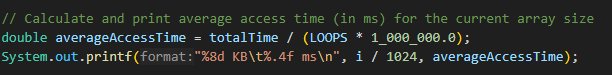 // Calculate and print average access time (in ms) for the current array size
double averageAccessTime = totalTime / (LOOPS * 1_000_000.0);
System.out.printf(format:"%8d KB\t%.4f ms\n", i / 1024, averageAccessTime);